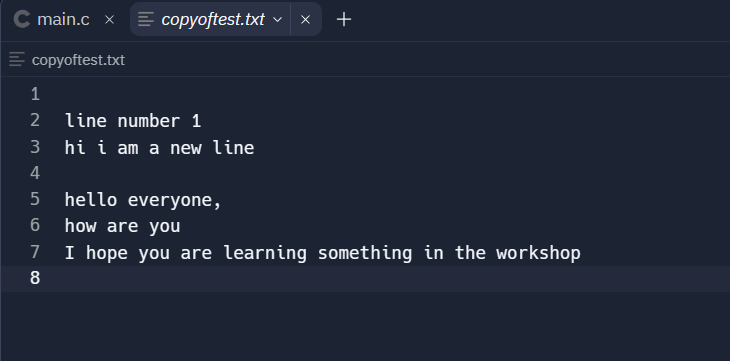 main.c
copyoftest.txt
copyoftest.txt
1
2 line number 1
3 hi i am a new line
4
5 hello everyone,
6 how are you
7 I hope you are learning something in the workshop
8